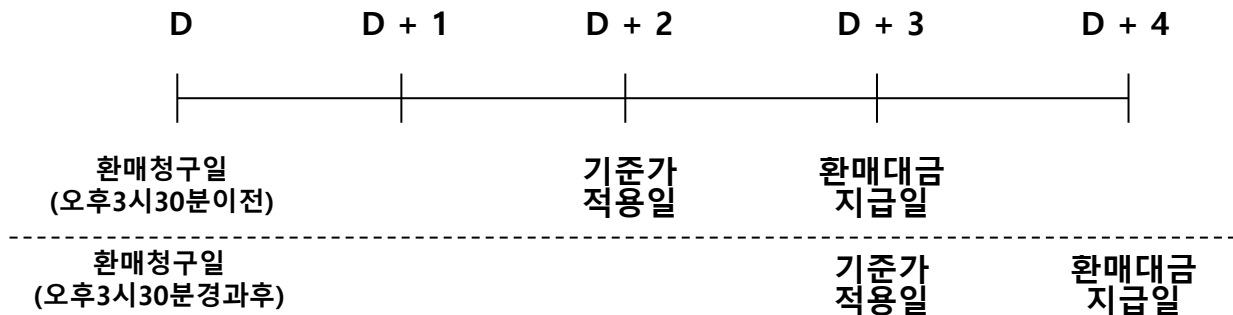 D D + 1 D + 2 D + 3 D + 4
환매청구일 기준가 환매대금
(오후3시30분이전) 적용일 지급일
환매청구일 기준가 환매대금
(오후3시30분경과후) 적용일 지급일